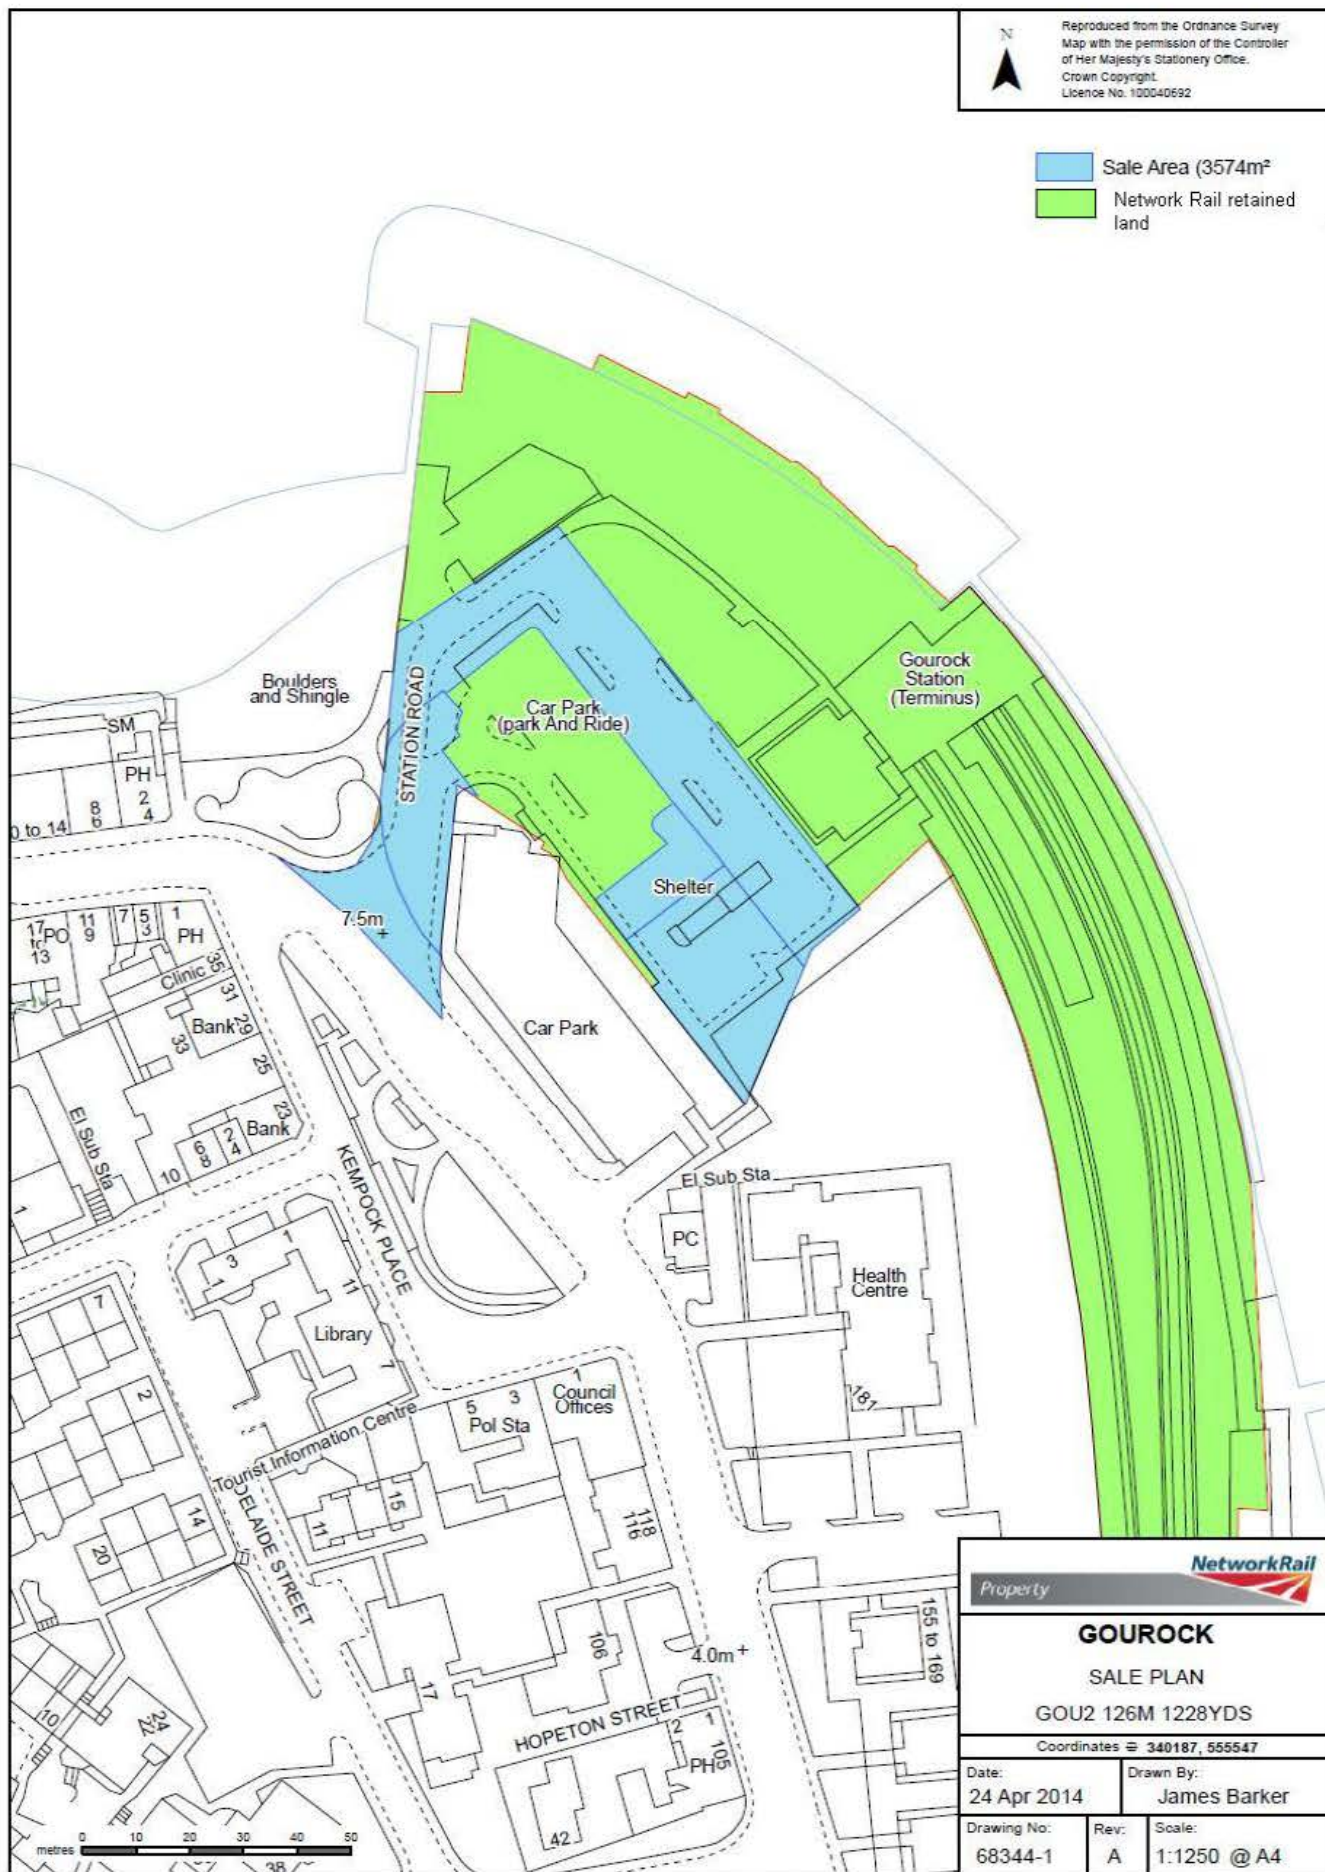 N
Reproduced from the Ordnance Survey
Map with the permission of the Controller
of Her Majesty's Stationery Office.
Crown Copyright.
Licence No. 100040692
Sale Area (3574m²
Network Rail retained
land
Boulders
and Shingle
STATION ROAD
Car Park
(park And Ride)
Gourock
Station
(Terminus)
Shelter
SM
PH
2
4
8
6
0 to 14
7.5m
17
13
PO
11
9
7
5
3
1
PH
Clinic
35
31
29
Bank
33
25
23
Bank
El Sub Sta
10
6
8
2
4
1
Car Park
KEMPOCK PLACE
El Sub Sta
PC
Health
Centre
181
3
1
1
11
Library
7
7
2
14
20
Tourist Information Centre
DELAIDE STREET
11
15
5
3
Pol Sta
1
Council
Offices
118
116
106
17
4.0m
155 to 169
HOPETON STREET
2
1
105
PH
42
10
24
22
38
metres
0 10 20 30 40 50
Property
NetworkRail
GOUROCK
SALE PLAN
GOU2 126M 1228YDS
Coordinates = 340187, 555547
Date:
24 Apr 2014
Drawn By:
James Barker
Drawing No:
68344-1
Rev:
A
Scale:
1:1250 @ A4